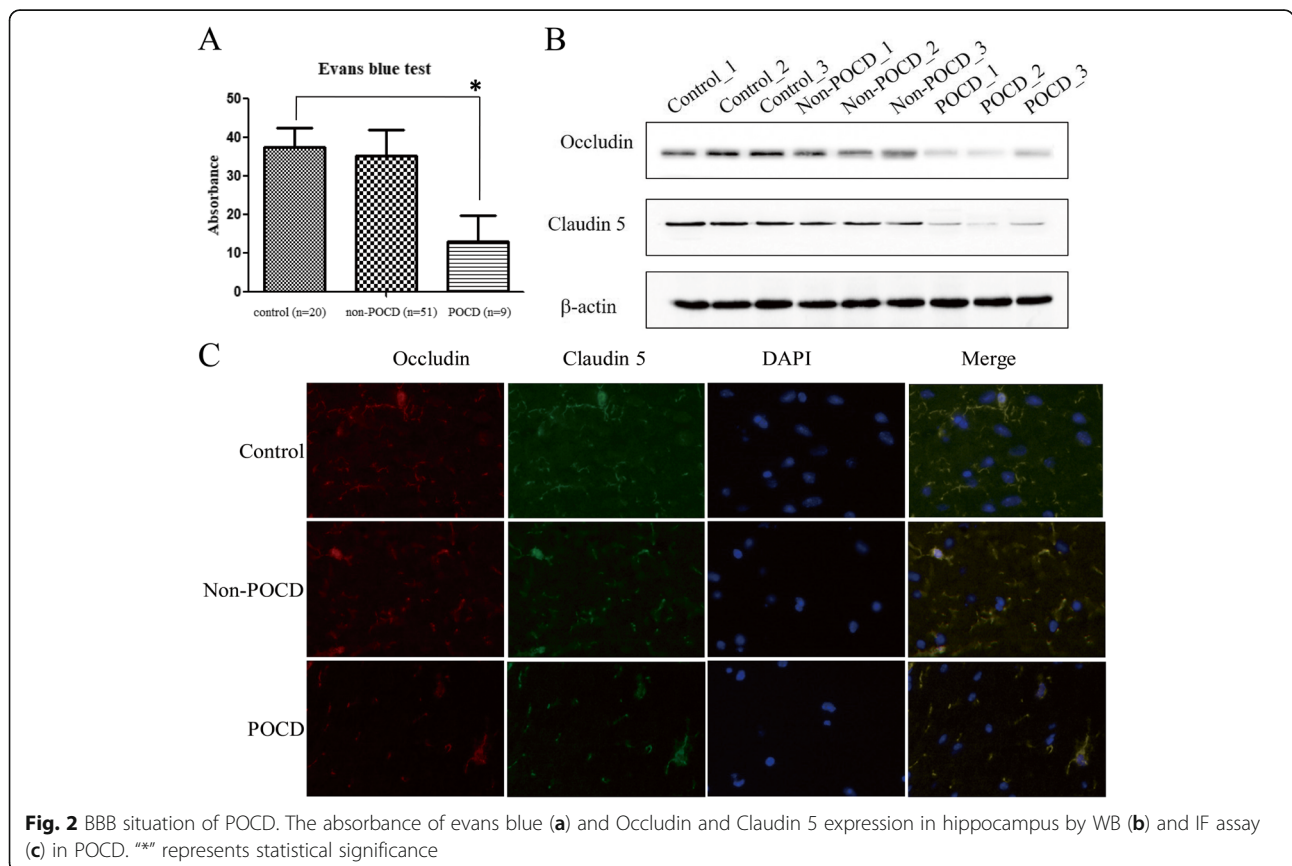 A
Evans blue test
*
Absorbance
50
40
30
20
10
0
control (n=20) non-POCD (n=51) POCD (n=9)
B
Control_1 Control_2 Control_3 Non-POCD_1 Non-POCD_2 Non-POCD_3 POCD_1 POCD_2 POCD_3
Occludin
Claudin 5
β-actin
C
Occludin Claudin 5 DAPI Merge
Control
Non-POCD
POCD
Fig. 2 BBB situation of POCD. The absorbance of evans blue (a) and Occludin and Claudin 5 expression in hippocampus by WB (b) and IF assay
(c) in POCD. “*” represents statistical significance